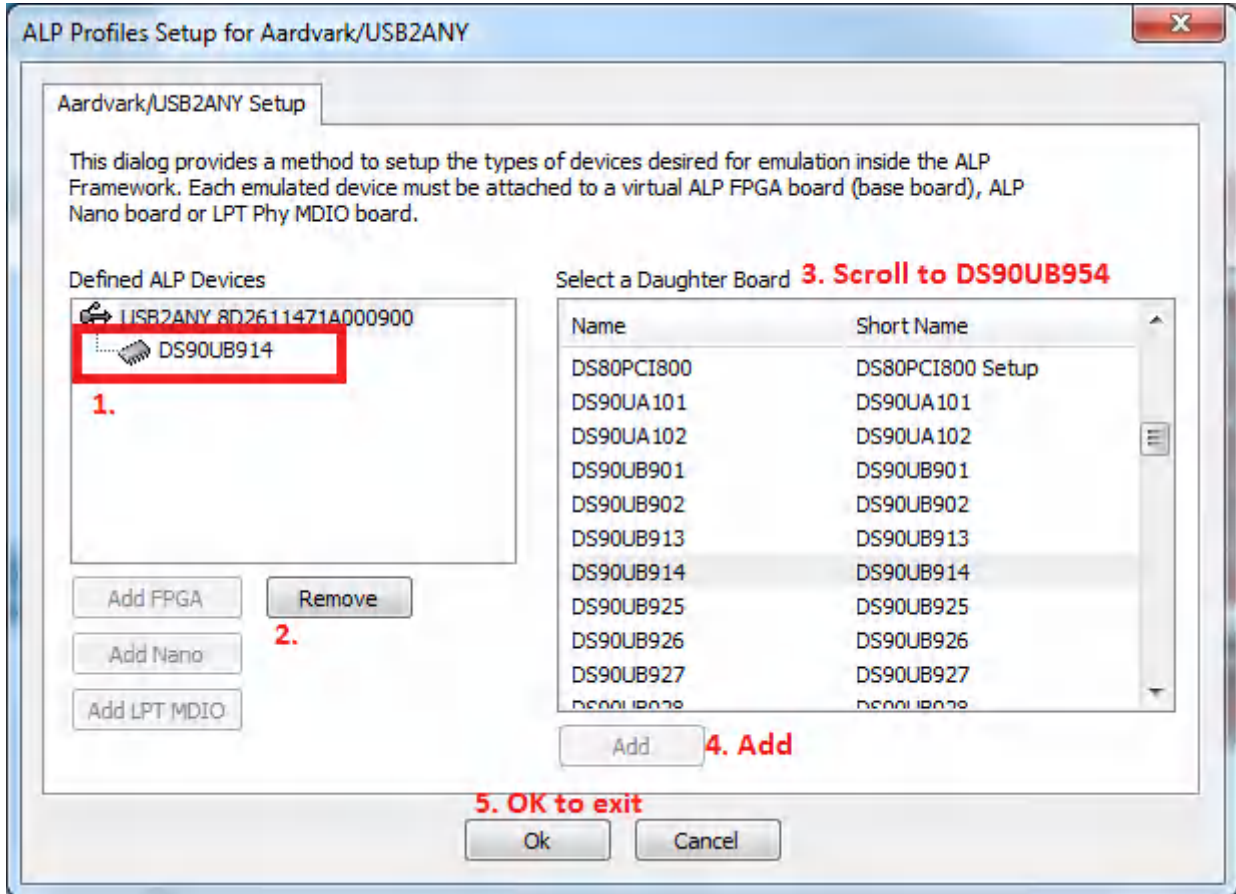 ALP Profiles Setup for Aardvark/USB2ANY
Aardvark/USB2ANY Setup
This dialog provides a method to setup the types of devices desired for emulation inside the ALP
Framework. Each emulated device must be attached to a virtual ALP FPGA board (base board), ALP
Nano board or LPT Phy MDIO board.
Defined ALP Devices
USB2ANY 8D2611471A000900
DS90UB914
1.
Add FPGA
Remove
2.
Add Nano
Add LPT MDIO
Select a Daughter Board 3. Scroll to DS90UB954
Name Short Name
DS80PCI800 DS80PCI800 Setup
DS90UA101 DS90UA101
DS90UA102 DS90UA102
DS90UB901 DS90UB901
DS90UB902 DS90UB902
DS90UB913 DS90UB913
DS90UB914 DS90UB914
DS90UB925 DS90UB925
DS90UB926 DS90UB926
DS90UB927 DS90UB927
DS90UB928 DS90UB928
Add 4. Add
5. OK to exit
Ok Cancel